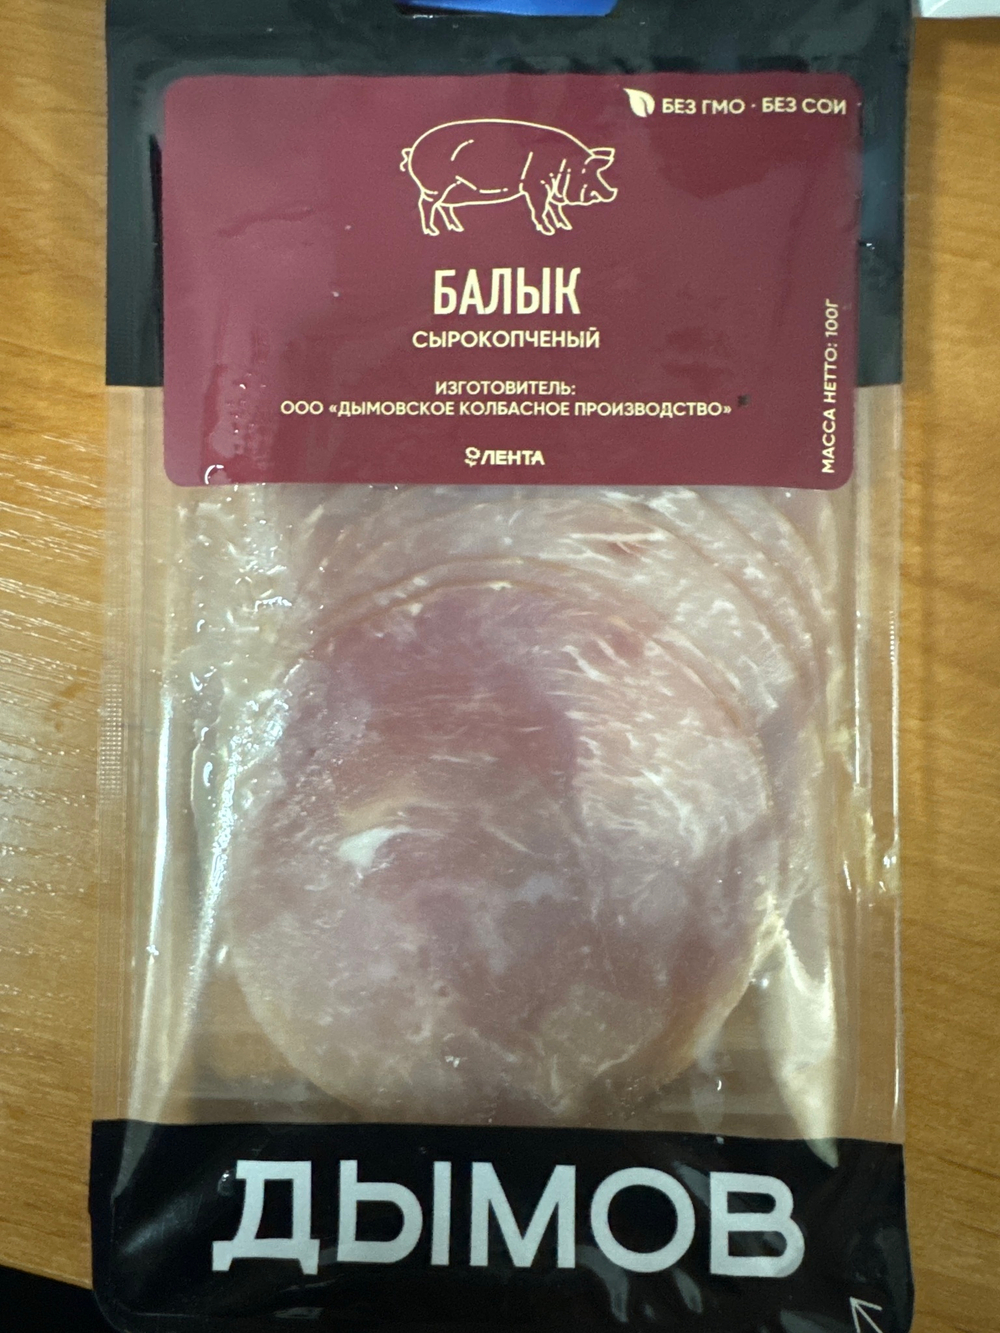 БЕЗ ГМО · БЕЗ СОИ
БАЛЫК
СЫРОКОПЧЕНЫЙ
ИЗГОТОВИТЕЛЬ:
ООО «ДЫМОВСКОЕ КОЛБАСНОЕ ПРОИЗВОДСТВО»
ЛЕНТА
МАССА НЕТТО: 100Г
ДЫМОВ